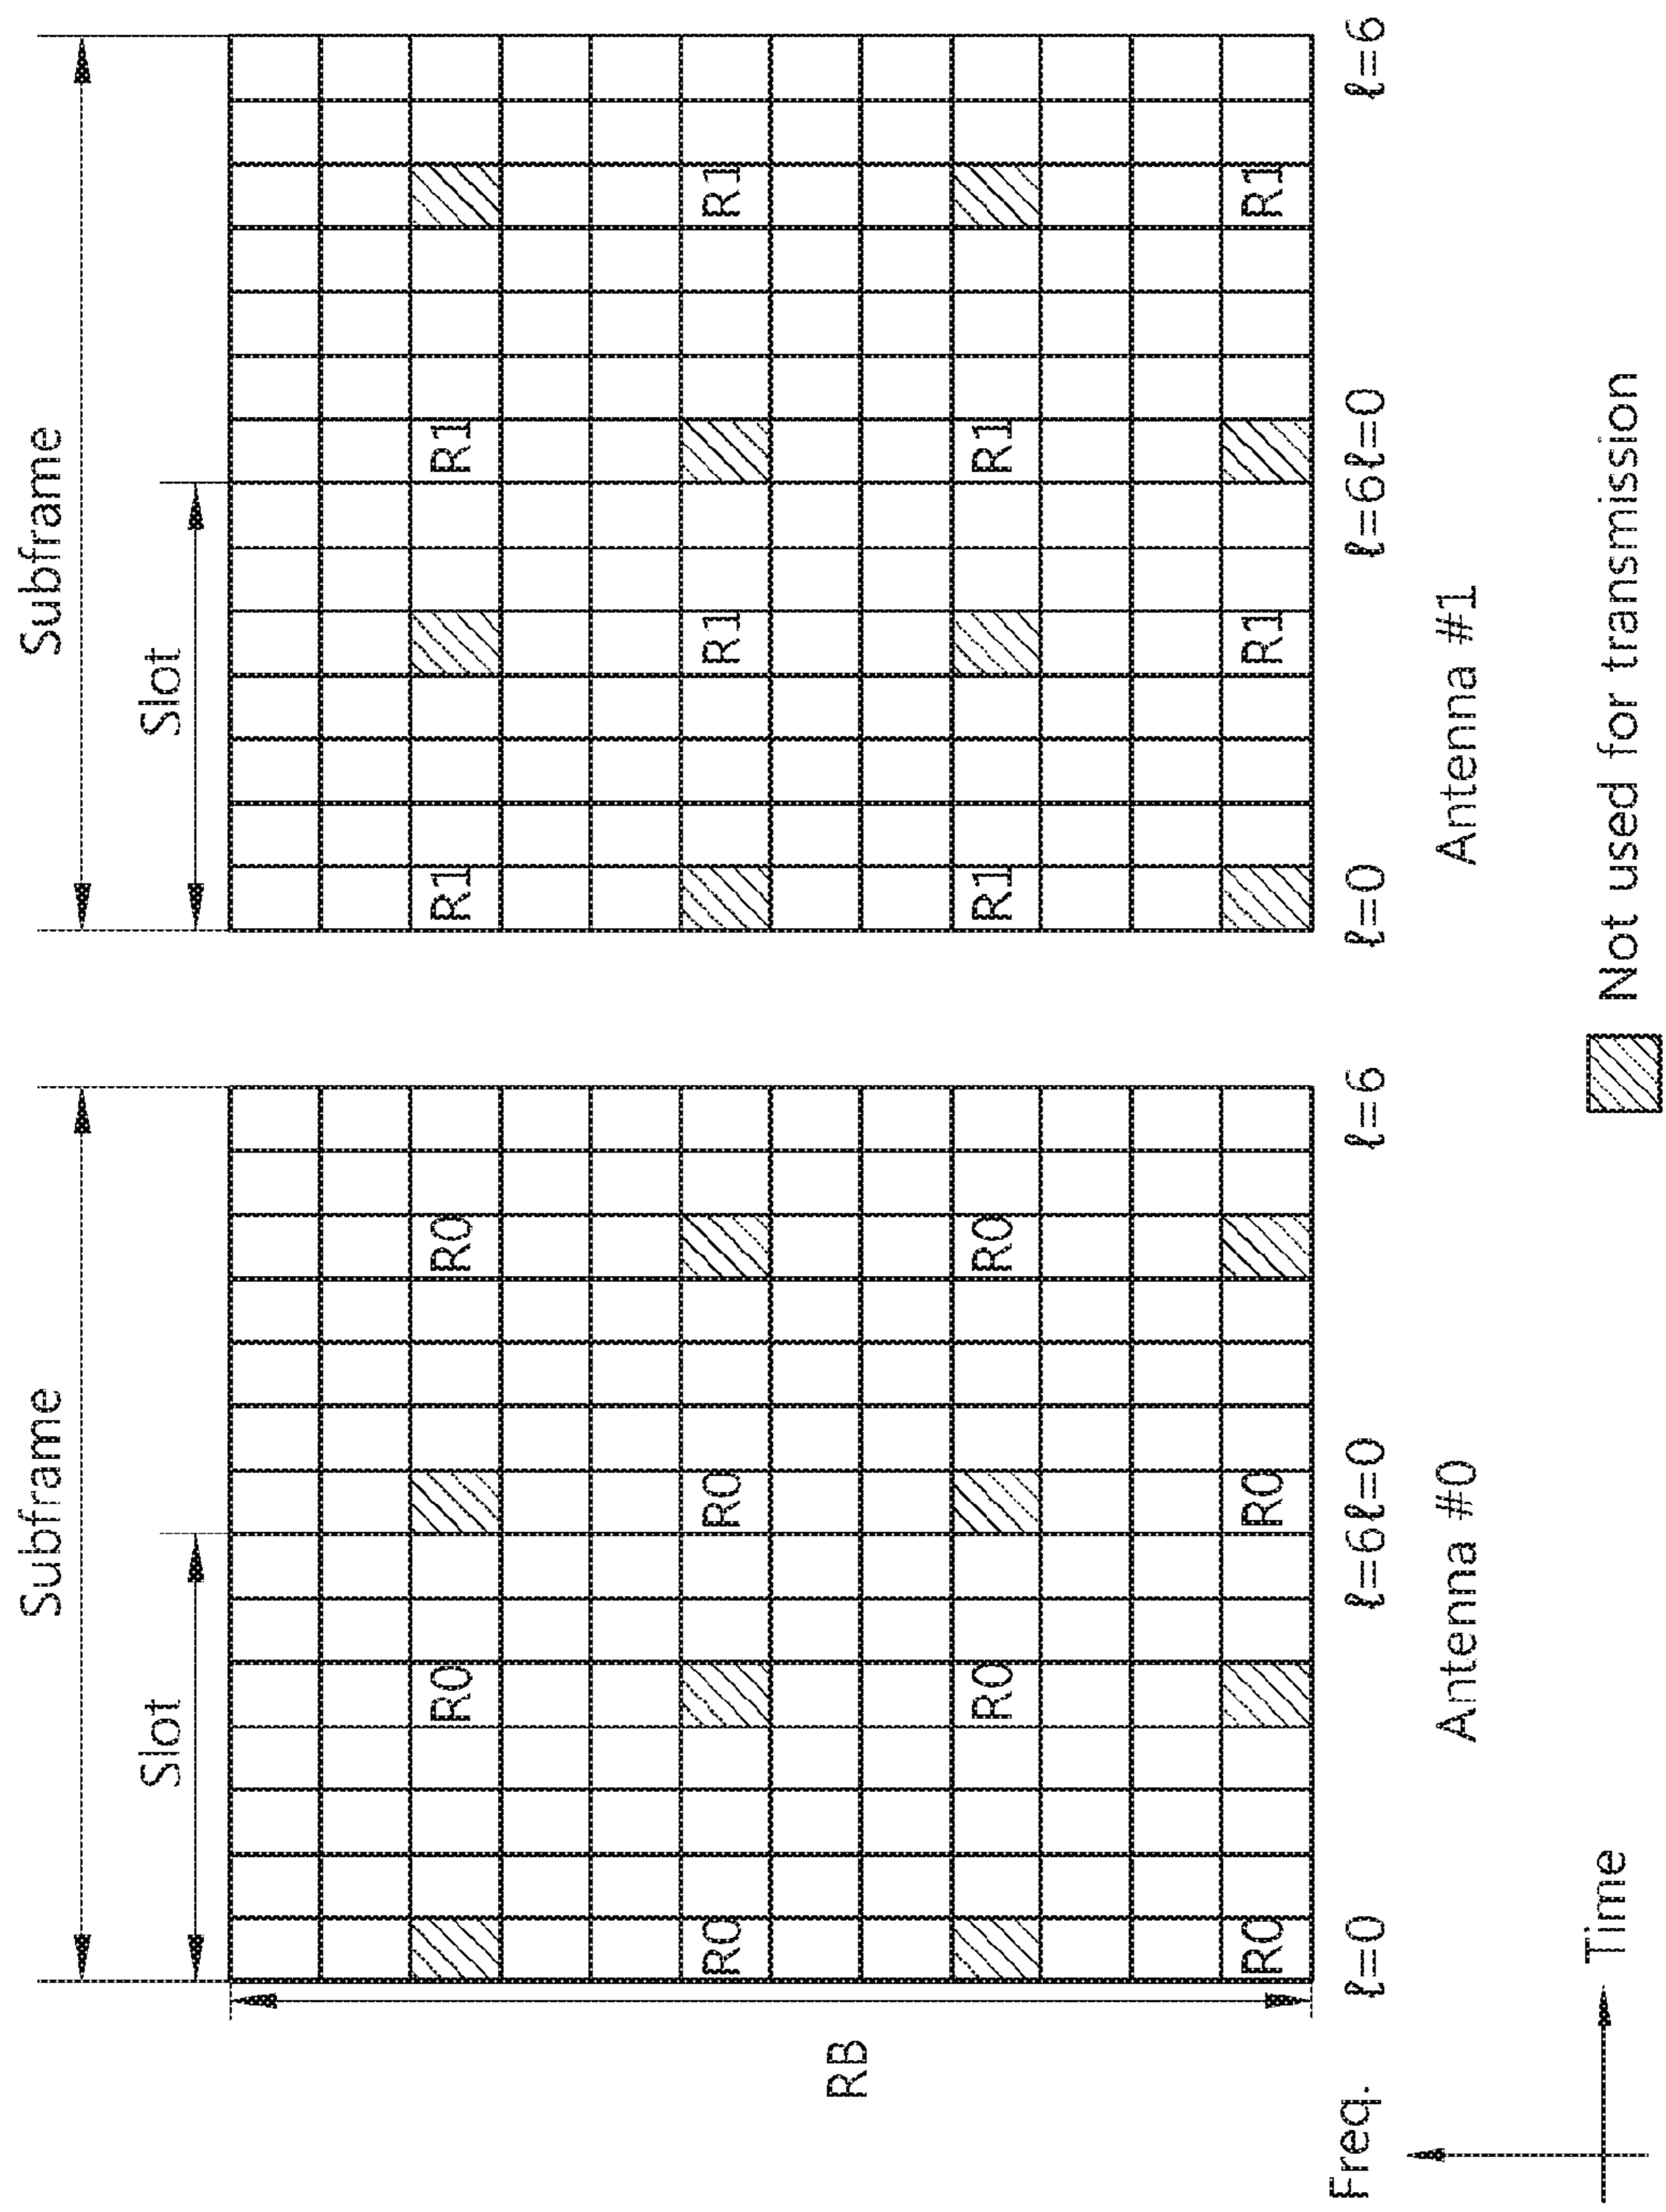 Subframe Subframe
Slot Slot
R0 R0 R1 R1
R0 R0 R1 R1
RB
R0 R0 R1 R1
R0 R0 R1 R1
Freq. ℓ=0 ℓ=6ℓ=0 ℓ=6 ℓ=0 ℓ=6ℓ=0 ℓ=6
Antenna #0 Antenna #1
Time Not used for transmission